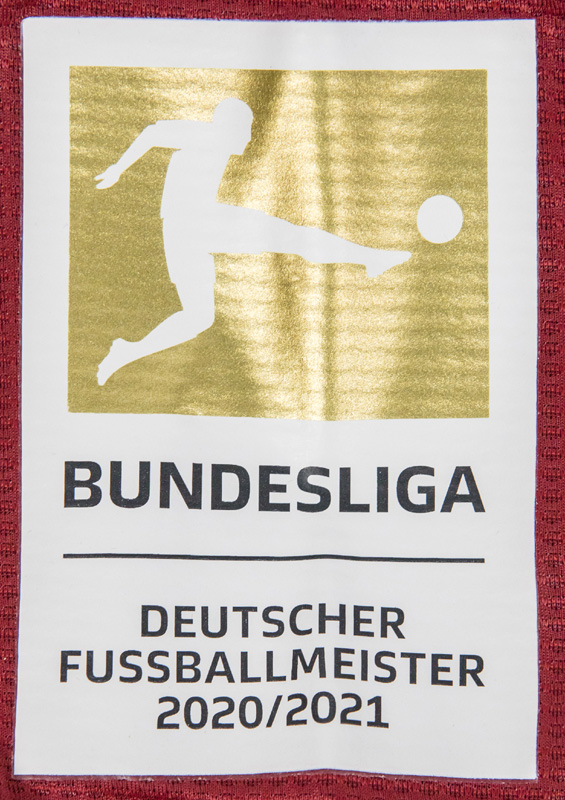 BUNDESLIGA
DEUTSCHER
FUSSBALLMEISTER
2020/2021